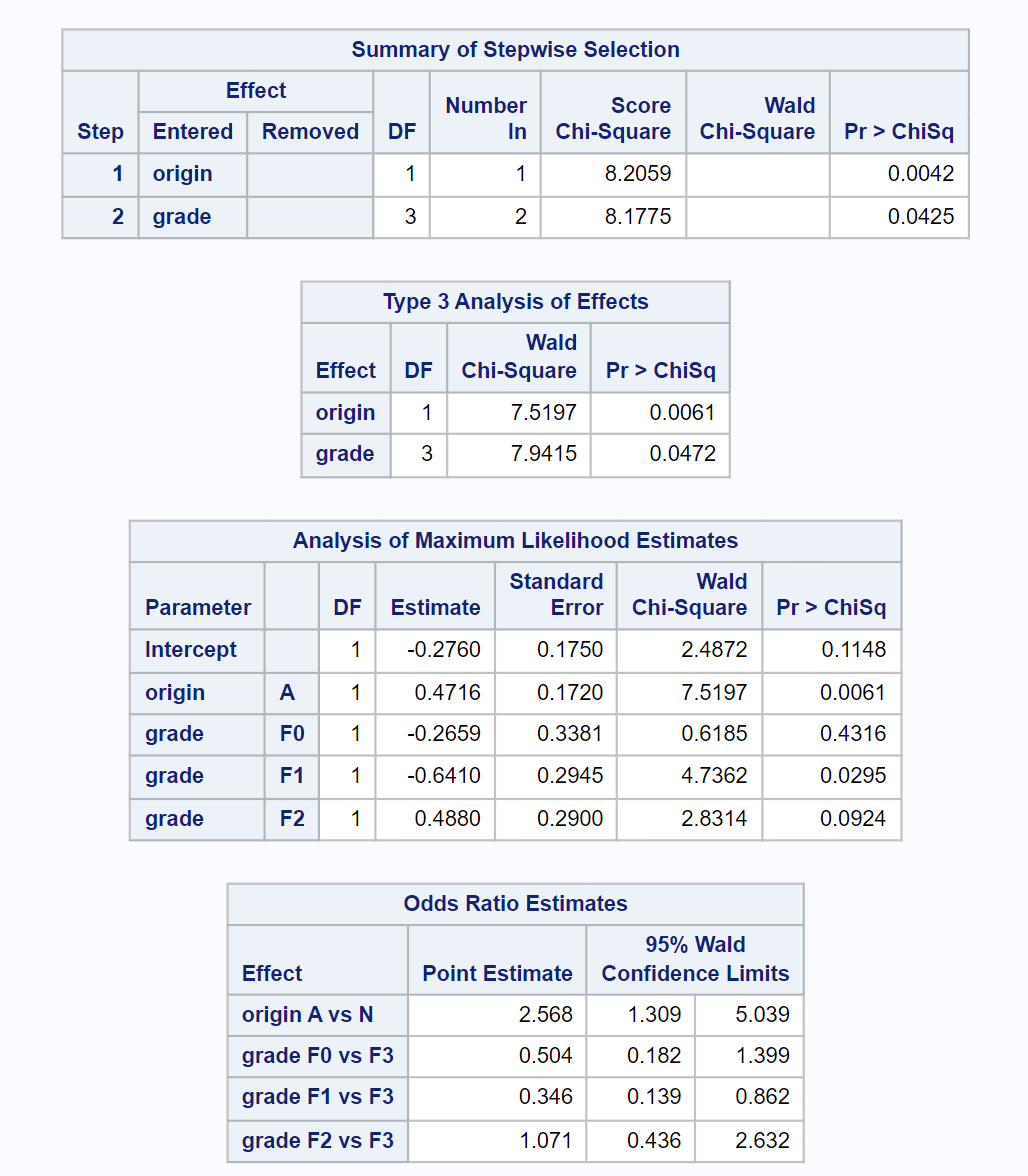 Summary of Stepwise Selection
Effect
Number Score Wald
Step Entered Removed DF In Chi-Square Chi-Square Pr > ChiSq
1 origin 1 1 8.2059 0.0042
2 grade 3 2 8.1775 0.0425
Type 3 Analysis of Effects
Wald
Effect DF Chi-Square Pr > ChiSq
origin 1 7.5197 0.0061
grade 3 7.9415 0.0472
Analysis of Maximum Likelihood Estimates
Standard Wald
Parameter DF Estimate Error Chi-Square Pr > ChiSq
Intercept 1 -0.2760 0.1750 2.4872 0.1148
origin A 1 0.4716 0.1720 7.5197 0.0061
grade F0 1 -0.2659 0.3381 0.6185 0.4316
grade F1 1 -0.6410 0.2945 4.7362 0.0295
grade F2 1 0.4880 0.2900 2.8314 0.0924
Odds Ratio Estimates
95% Wald
Effect Point Estimate Confidence Limits
origin A vs N 2.568 1.309 5.039
grade F0 vs F3 0.504 0.182 1.399
grade F1 vs F3 0.346 0.139 0.862
grade F2 vs F3 1.071 0.436 2.632